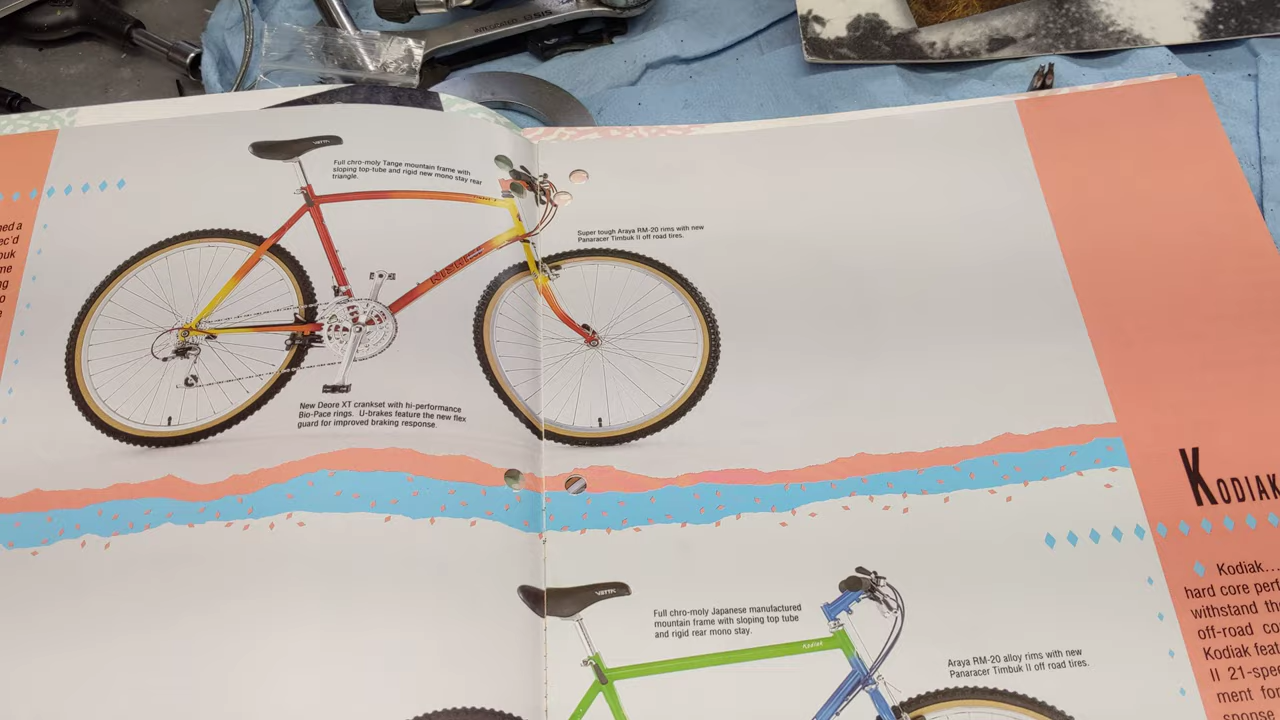 VETTA
Full chro-moly Tange mountain frame with
sloping top-tube and rigid new mono stay rear
triangle.
Super tough Araya RM-20 rims with new
Panaracer Timbuk II off road tires.
New Deore XT crankset with hi-performance
Bio-Pace rings. U-brakes feature the new flex
guard for improved braking response.
KODIAK
Kodiak...
hard core perf
withstand th
off-road co
Kodiak feat
II 21-spe
ment for
sponse
Full chro-moly Japanese manufactured
mountain frame with sloping top tube
and rigid rear mono stay.
Kodiak
Araya RM-20 alloy rims with new
Panaracer Timbuk II off road tires.